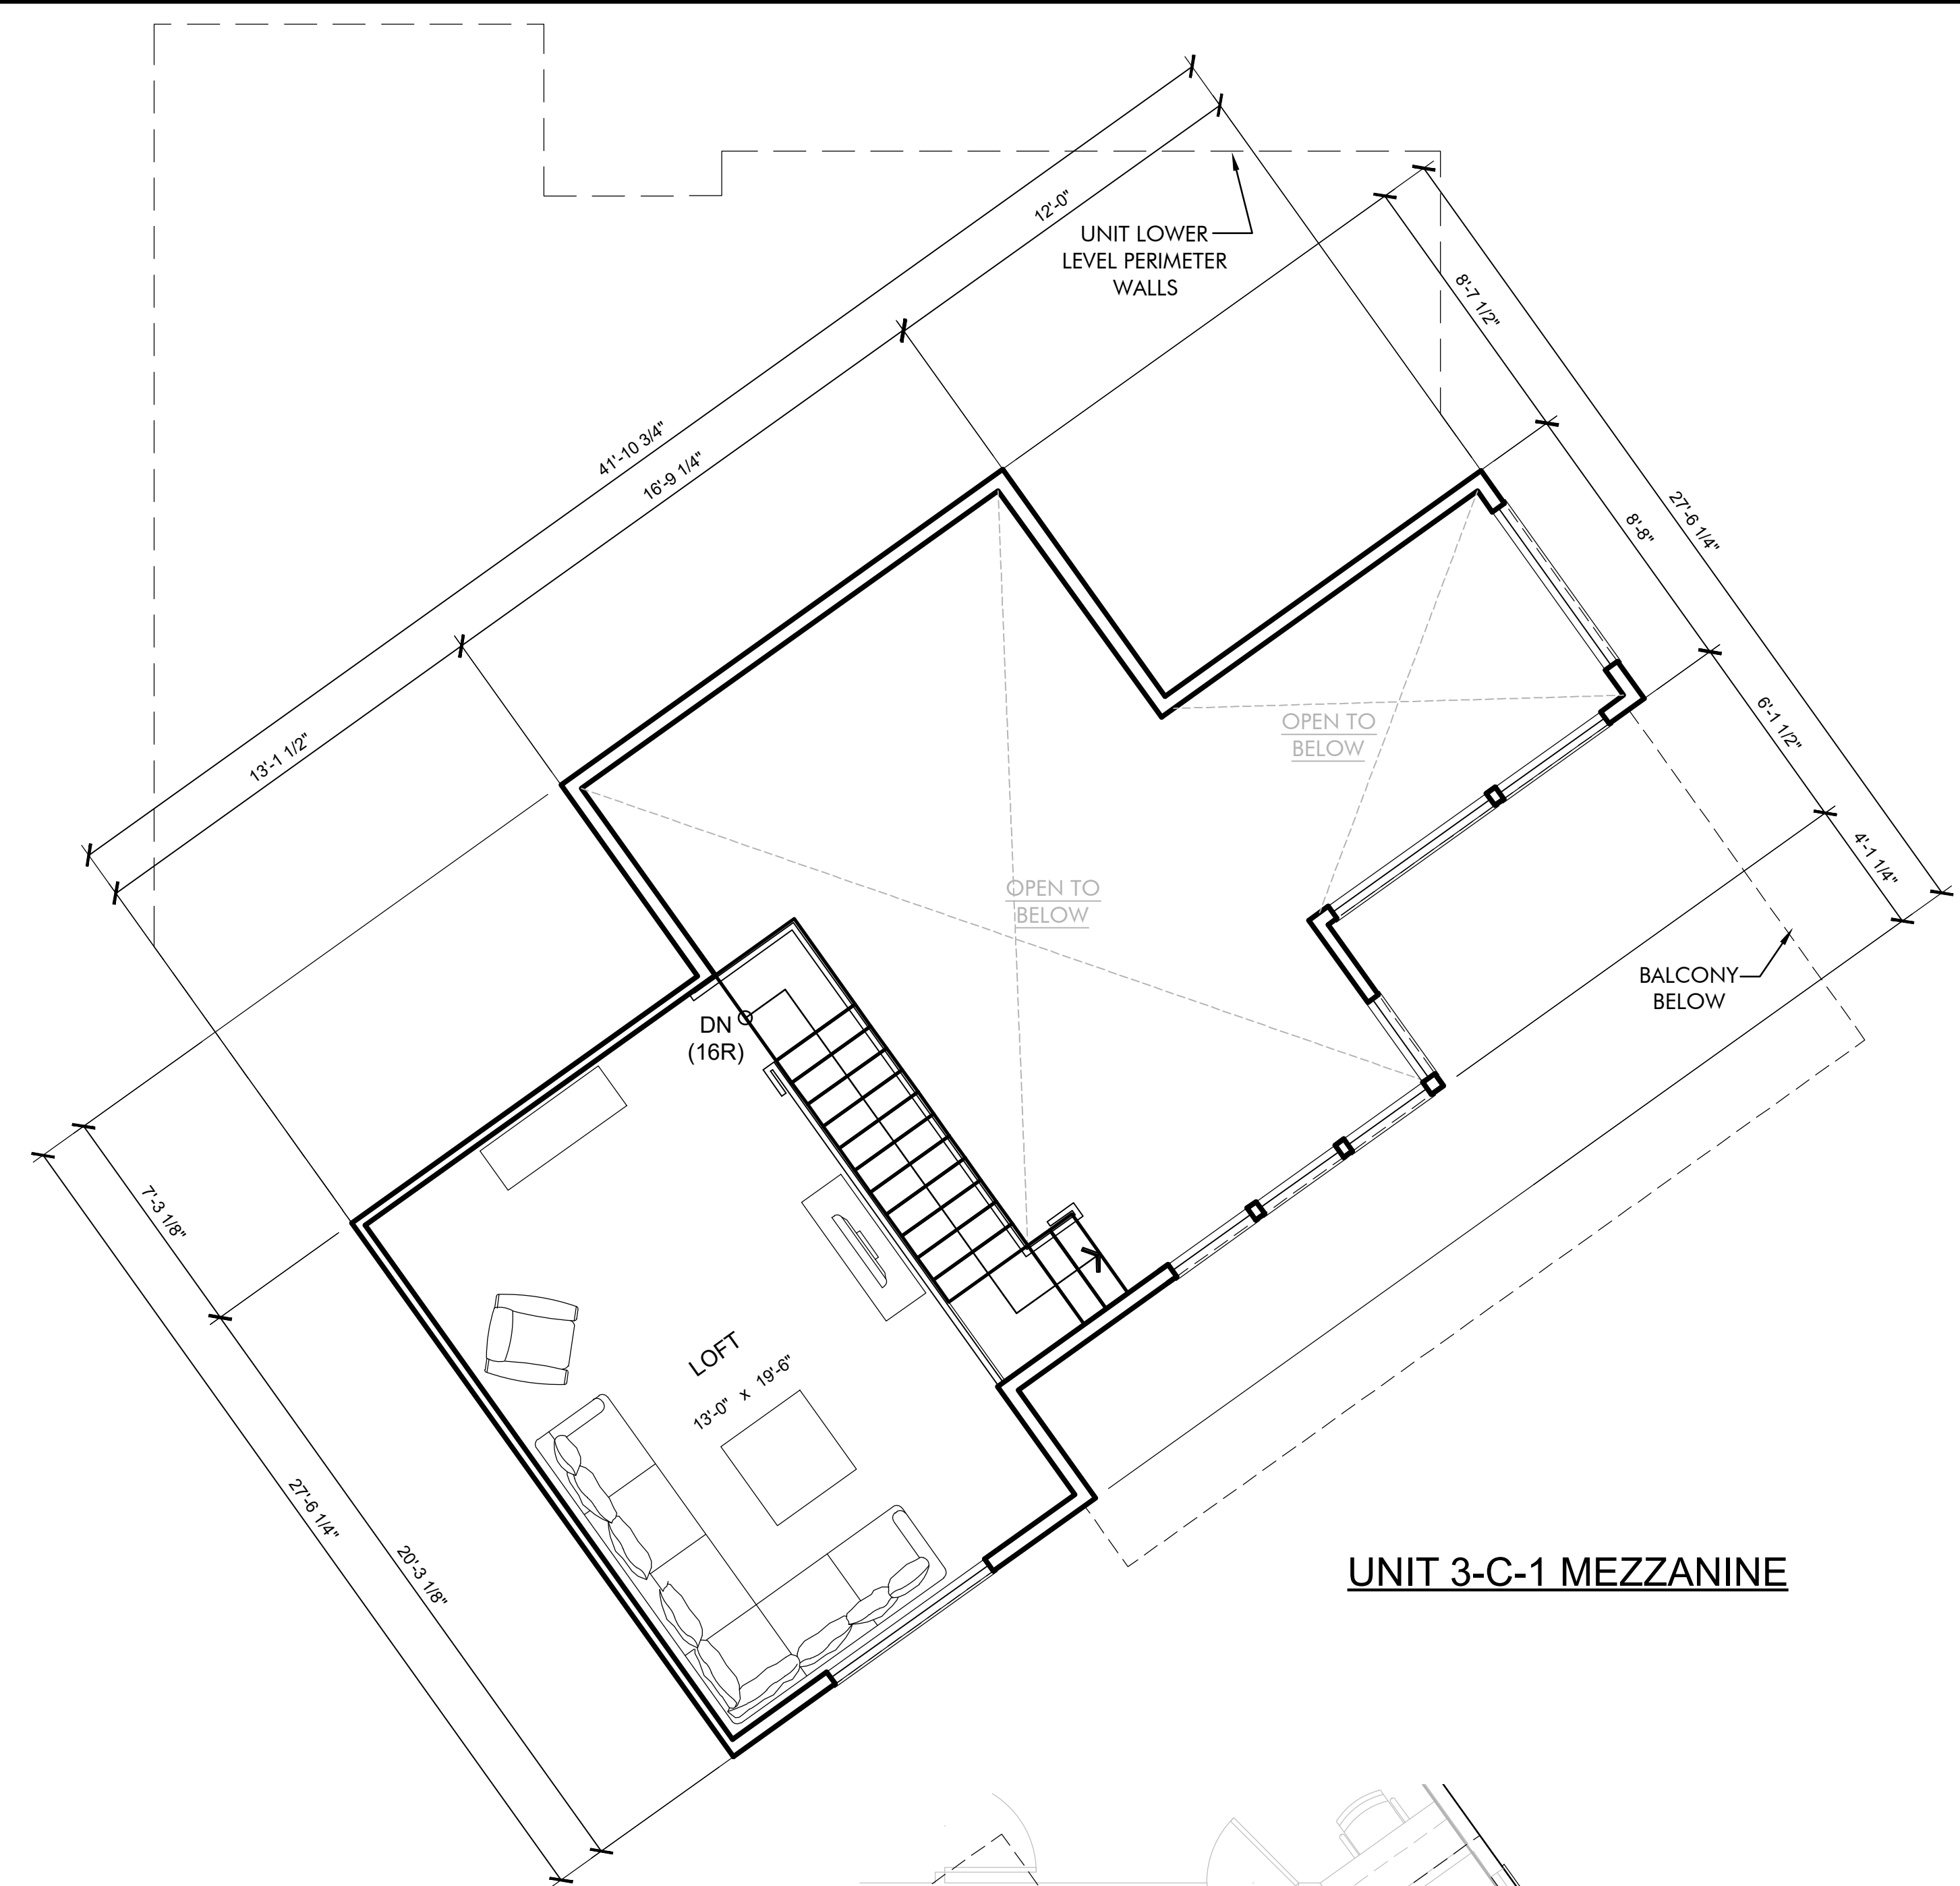 12'-0"
UNIT LOWER
LEVEL PERIMETER
WALLS
8'-7 1/2"
41'-10 3/4"
16'-9 1/4"
27'-6 1/4"
8'-8"
13'-1 1/2"
OPEN TO
BELOW
6'-1 1/2"
4'-1 1/4"
OPEN TO
BELOW
BALCONY
BELOW
DN
(16R)
7'-3 1/8"
LOFT
13'-0" x 19'-6"
27'-6 1/4"
20'-3 1/8"
UNIT 3-C-1 MEZZANINE